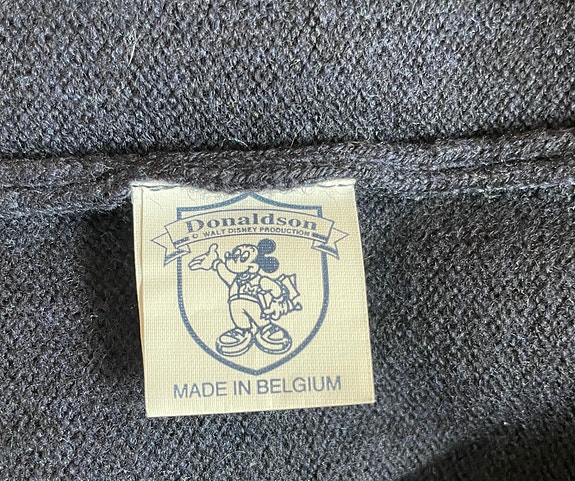 Donaldson
© WALT DISNEY PRODUCTION
MADE IN BELGIUM